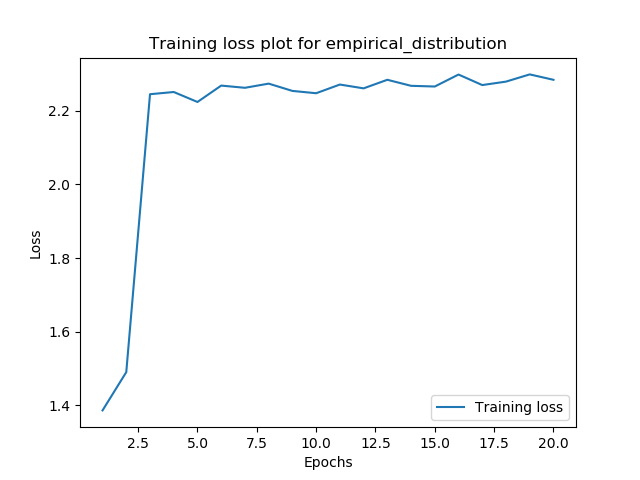 Training loss plot for empirical_distribution
2.2
2.0
1.8
1.6
1.4
Loss
Training loss
2.5 5.0 7.5 10.0 12.5 15.0 17.5 20.0
Epochs